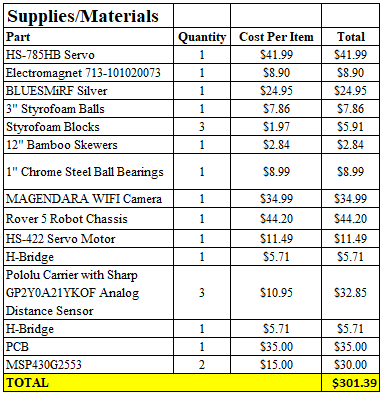 Supplies/Materials
Part Quantity Cost Per Item Total
HS-785HB Servo 1 $41.99 $41.99
Electromagnet 713-101020073 1 $8.90 $8.90
BLUESMiRF Silver 1 $24.95 $24.95
3" Styrofoam Balls 1 $7.86 $7.86
Styrofoam Blocks 3 $1.97 $5.91
12" Bamboo Skewers 1 $2.84 $2.84
1" Chrome Steel Ball Bearings 1 $8.99 $8.99
MAGENDARA WIFI Camera 1 $34.99 $34.99
Rover 5 Robot Chassis 1 $44.20 $44.20
HS-422 Servo Motor 1 $11.49 $11.49
H-Bridge 1 $5.71 $5.71
Pololu Carrier with Sharp
GP2Y0A21YKOF Analog 3 $10.95 $32.85
Distance Sensor
H-Bridge 1 $5.71 $5.71
PCB 1 $35.00 $35.00
MSP430G2553 2 $15.00 $30.00
TOTAL $301.39